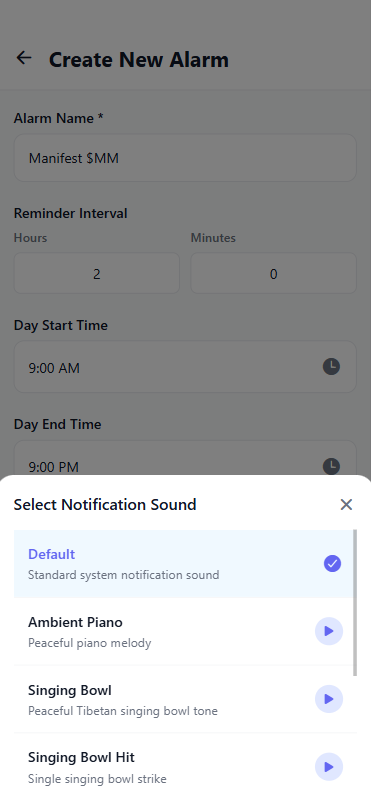 Create New Alarm
Alarm Name *
Manifest $MM
Reminder Interval
Hours
Minutes
2
0
Day Start Time
9:00 AM
Day End Time
9:00 PM
Select Notification Sound
Default
Standard system notification sound
Ambient Piano
Peaceful piano melody
Singing Bowl
Peaceful Tibetan singing bowl tone
Singing Bowl Hit
Single singing bowl strike